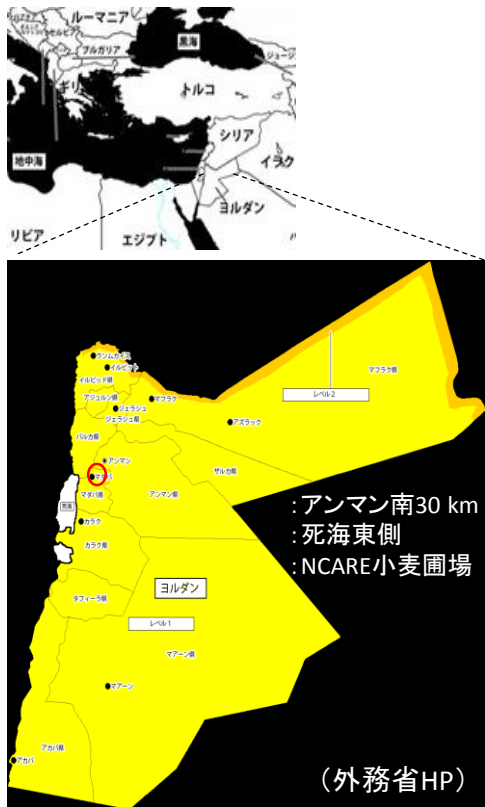 ルーマニア
黒海
ブルガリア
ギリ
トルコ
シリア
イラク
地中海
ヨルダン
リビア
エジプト
ウンムカイス
イルビット
イルビッド県
マフラク県
アジュルン県
レベル2
マフラク
ジェラシュ
ジェラシュ県
アズラック
バルカ県
アンマン
ザルカ県
マダバ
マダバ県
アンマン県
死海
:アンマン南30 km
カラク
:死海東側
カラク県
:NCARE小麦圃場
ヨルダン
タフィーラ県
レベル1
マアーン県
マアーン
アカバ県
アカバ
(外務省HP)